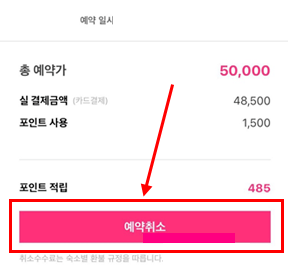 예약 일시
총 예약가 50,000
실 결제금액 (카드결제) 48,500
포인트 사용 1,500
포인트 적립 485
예약취소
취소수수료는 숙소별 환불 규정을 따릅니다.